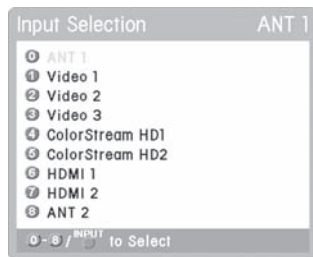 Input Selection ANT 1
0 ANT 1
1 Video 1
2 Video 2
3 Video 3
4 ColorStream HD1
5 ColorStream HD2
6 HDMI 1
7 HDMI 2
8 ANT 2
0-8/INPUT to Select